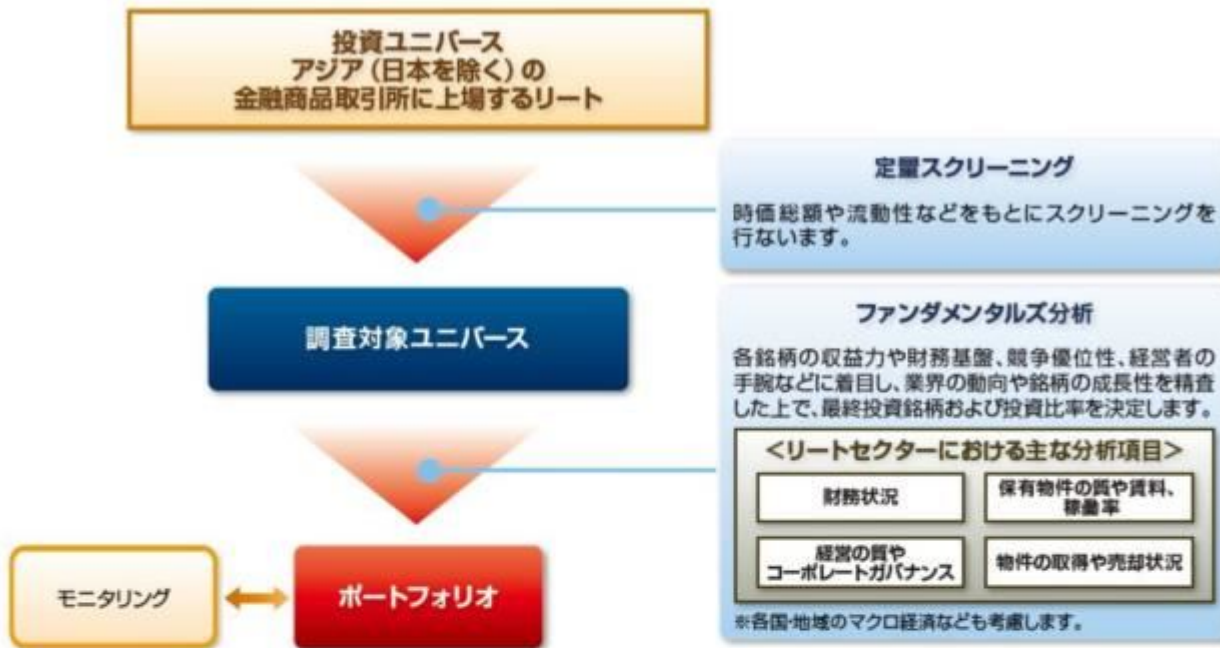 投資ユニバース
アジア（日本を除く）の
金融商品取引所に上場するリート
定量スクリーニング
時価総額や流動性などをもとにスクリーニングを
行ないます。
調査対象ユニバース
ファンダメンタルズ分析
各銘柄の収益力や財務基盤、競争優位性、経営者の
手腕などに着目し、業界の動向や銘柄の成長性を精査
した上で、最終投資銘柄および投資比率を決定します。
＜リートセクターにおける主な分析項目＞
財務状況
保有物件の質や賃料、
稼働率
経営の質や
コーポレートガバナンス
物件の取得や売却状況
※各国・地域のマクロ経済なども考慮します。
モニタリング
ポートフォリオ